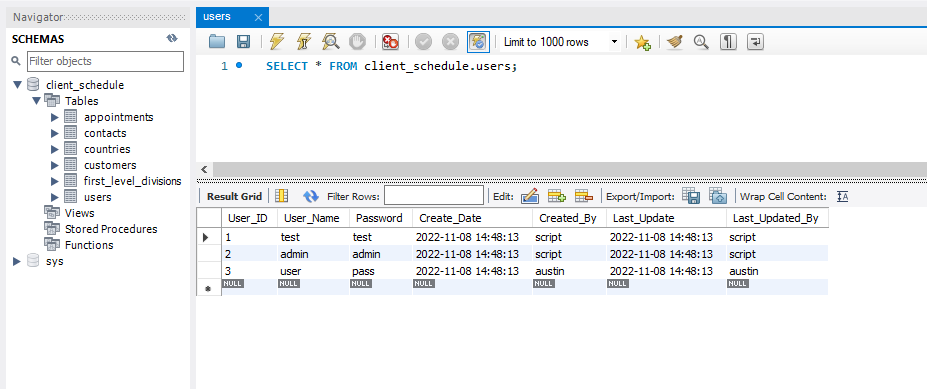 Navigator
SCHEMAS
Filter objects
client_schedule
Tables
appointments
contacts
countries
customers
first_level_divisions
users
Views
Stored Procedures
Functions
sys
users
Limit to 1000 rows
1 SELECT * FROM client_schedule.users;
Result Grid Filter Rows: Edit: Export/Import: Wrap Cell Content:
User_ID User_Name Password Create_Date Created_By Last_Update Last_Updated_By
1 test test 2022-11-08 14:48:13 script 2022-11-08 14:48:13 script
2 admin admin 2022-11-08 14:48:13 script 2022-11-08 14:48:13 script
3 user pass 2022-11-08 14:48:13 austin 2022-11-08 14:48:13 austin
NULL NULL NULL NULL NULL NULL NULL